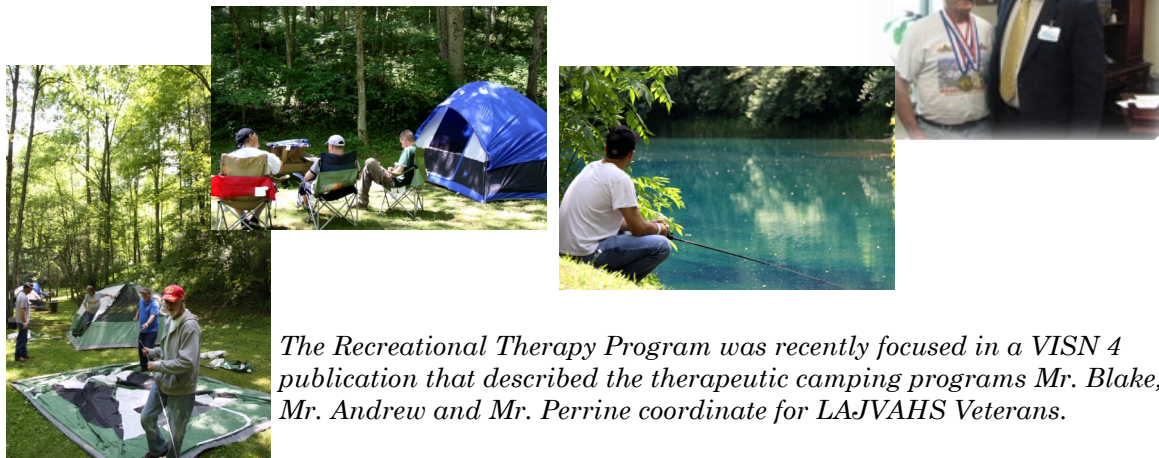 The Recreational Therapy Program was recently focused in a VISN 4
publication that described the therapeutic camping programs Mr. Blake,
Mr. Andrew and Mr. Perrine coordinate for LAJVAHS Veterans.